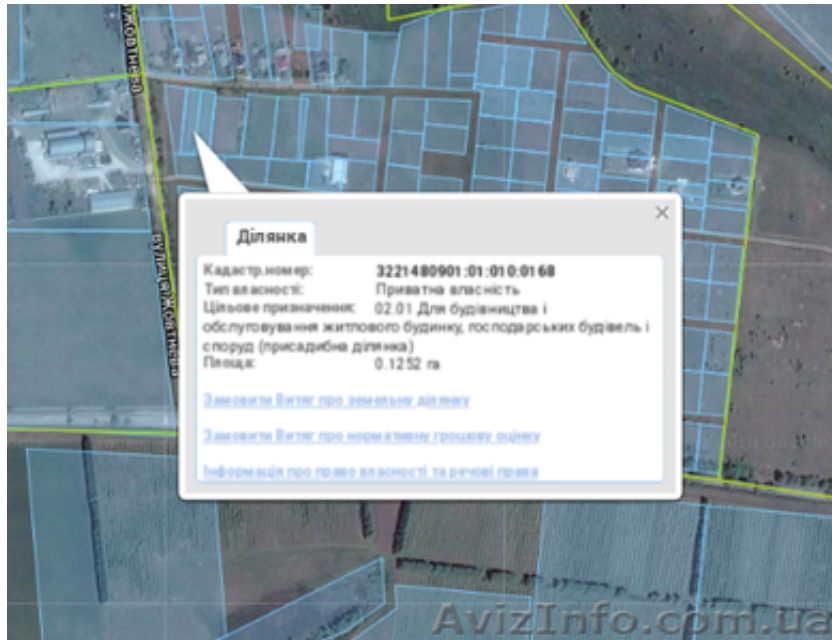 ЖОВТНЕВА
×
Ділянка
Кадастр.номер: 3221480901:01:010:0168
Тип власності: Приватна власність
Цільове призначення: 02.01 Для будівництва і
обслуговування житлового будинку, господарських будівель і
споруд (присадибна ділянка)
Площа: 0.1252 га
вулиця Жовтнева
Замовити Витяг про земельну ділянку
Замовити Витяг про нормативну грошову оцінку
Інформація про право власності та речові права
AvizInfo.com.ua